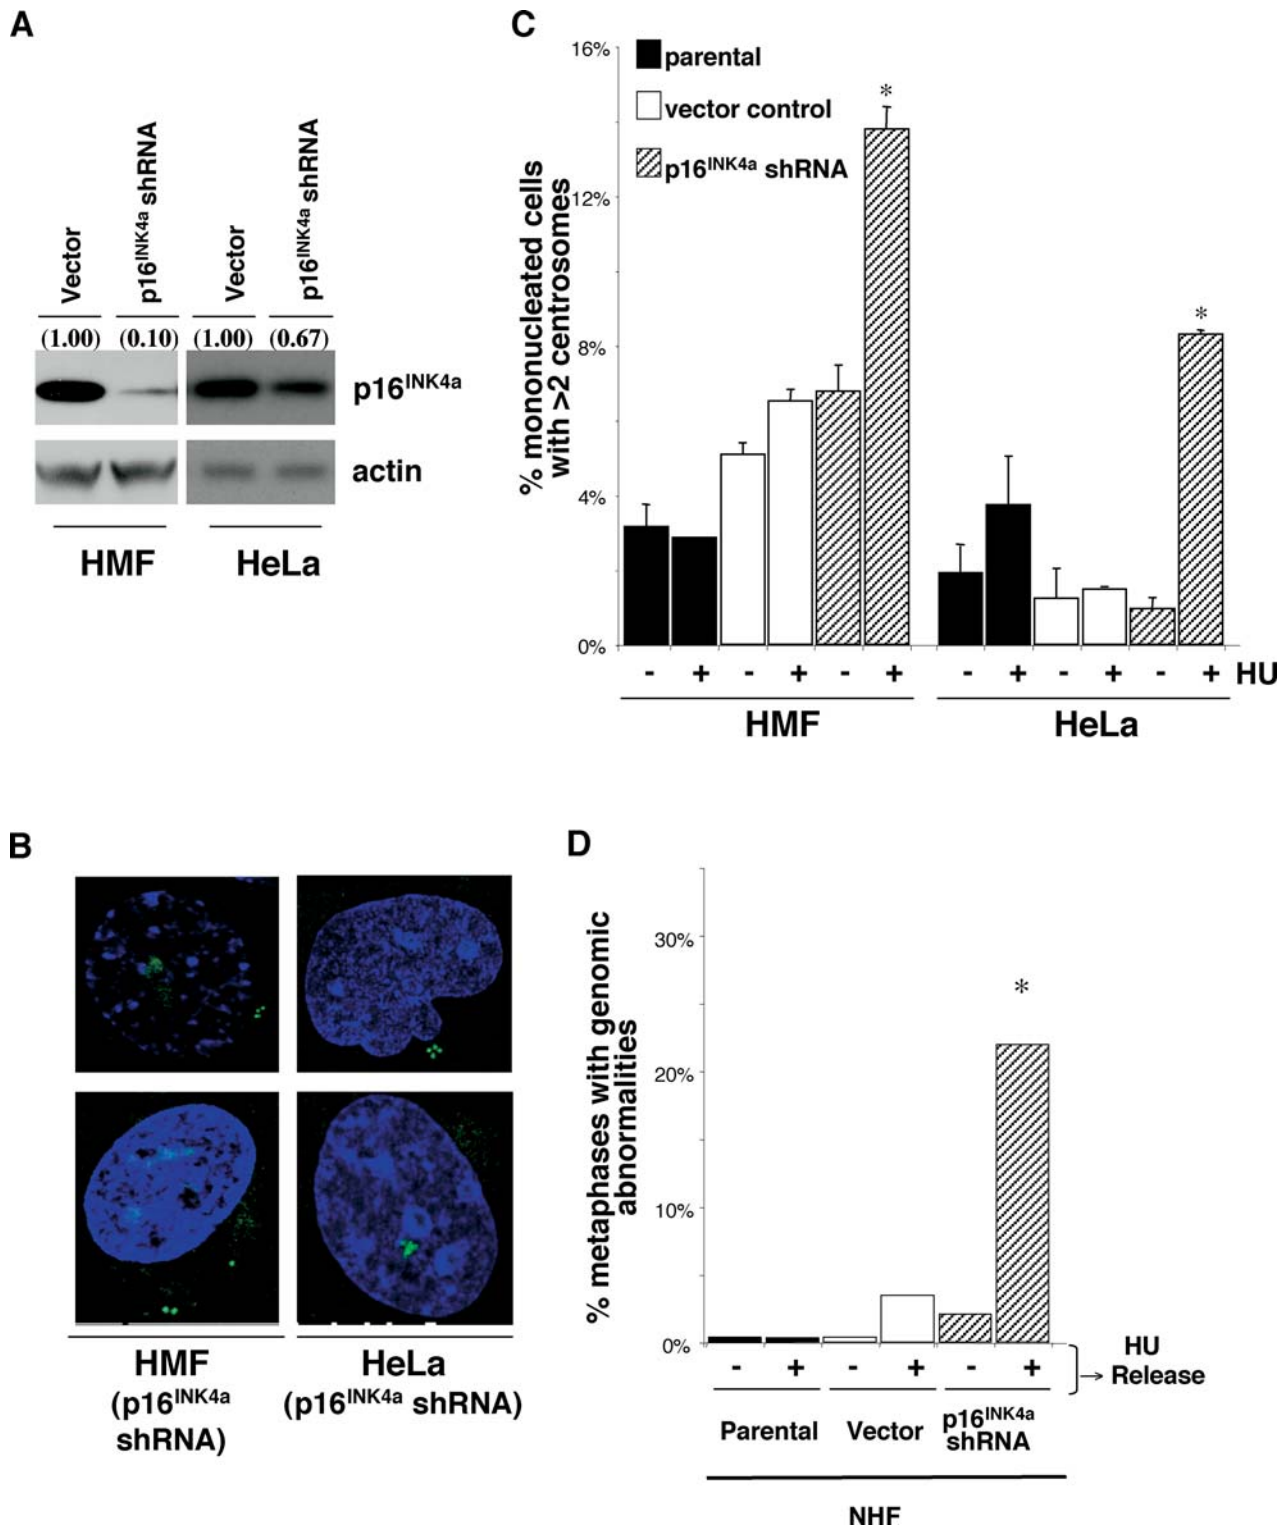 A
Vector
p16INK4a shRNA
Vector
p16INK4a shRNA
(1.00) (0.10) (1.00) (0.67)
p16INK4a
actin
HMF HeLa
C
% mononucleated cells
with >2 centrosomes
16%
12%
8%
4%
0%
parental
vector control
p16INK4a shRNA
*
*
- + - + - + - + - + - + HU
HMF HeLa
B
HMF
(p16INK4a
shRNA)
HeLa
(p16INK4a shRNA)
D
% metaphases with genomic
abnormalities
30%
20%
10%
0%
*
- + - + - +
HU
→ Release
Parental Vector p16INK4a
shRNA
NHF